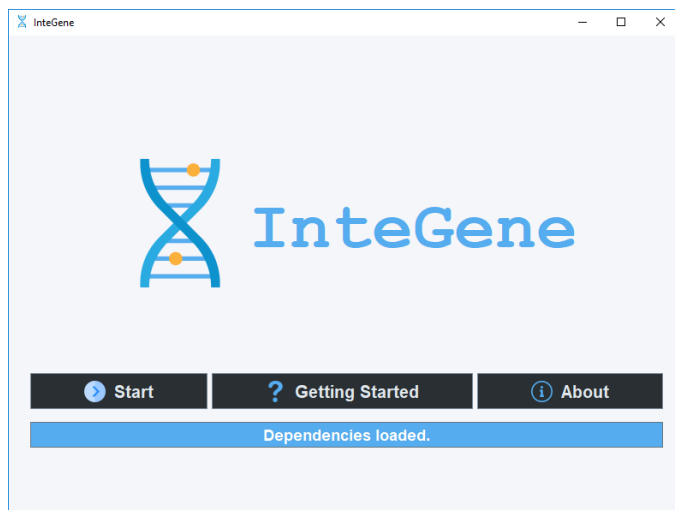 InteGene
InteGene
Start
Getting Started
About
Dependencies loaded.